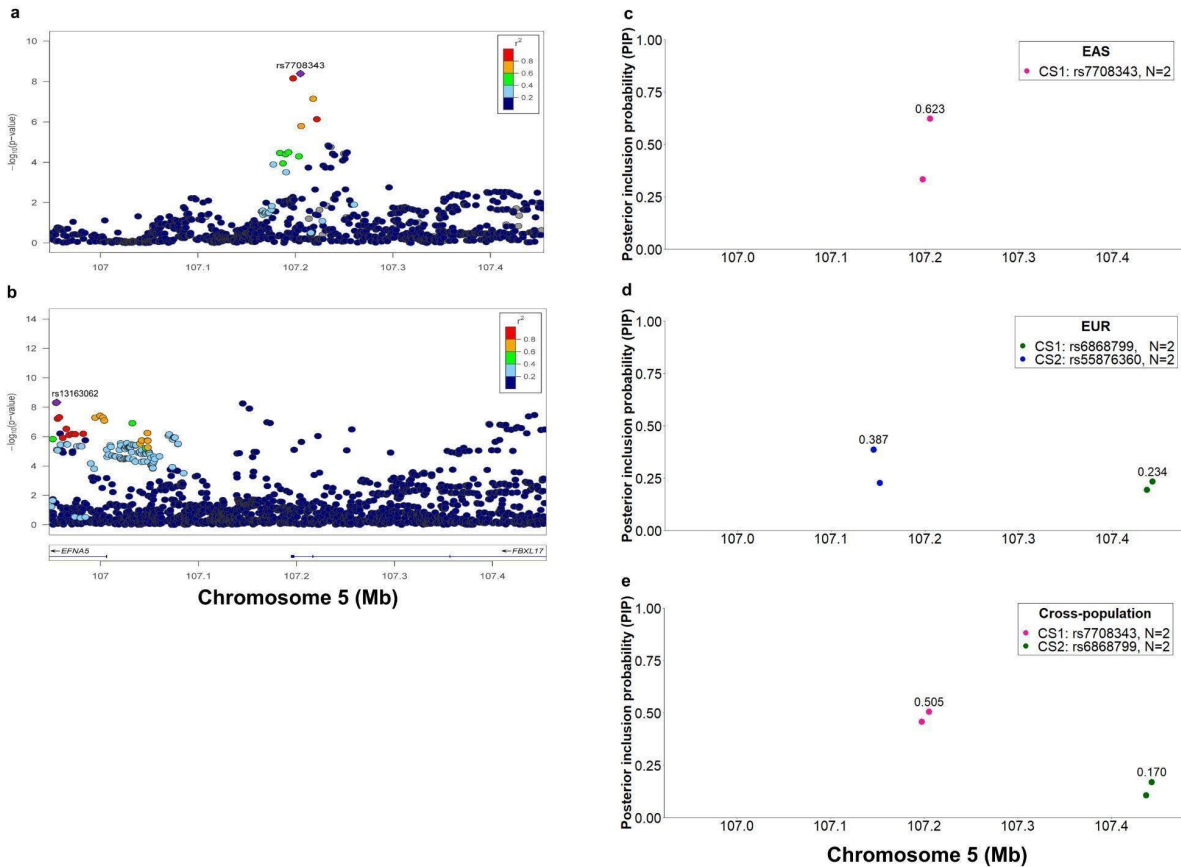 a
10
8
6
4
2
0
−log10(p−value)
rs7708343
r2
0.8
0.6
0.4
0.2
107
107.1
107.2
107.3
107.4
b
14
12
10
8
6
4
2
0
−log10(p−value)
rs13163062
r2
0.8
0.6
0.4
0.2
←EFNA5
←FBXL17
107
107.1
107.2
107.3
107.4
Chromosome 5 (Mb)
c
Posterior inclusion probability (PIP)
1.00
0.75
0.50
0.25
0.00
EAS
CS1: rs7708343, N=2
0.623
107.0
107.1
107.2
107.3
107.4
d
Posterior inclusion probability (PIP)
1.00
0.75
0.50
0.25
0.00
EUR
CS1: rs6868799, N=2
CS2: rs55876360, N=2
0.387
0.234
107.0
107.1
107.2
107.3
107.4
e
Posterior inclusion probability (PIP)
1.00
0.75
0.50
0.25
0.00
Cross-population
CS1: rs7708343, N=2
CS2: rs6868799, N=2
0.505
0.170
107.0
107.1
107.2
107.3
107.4
Chromosome 5 (Mb)